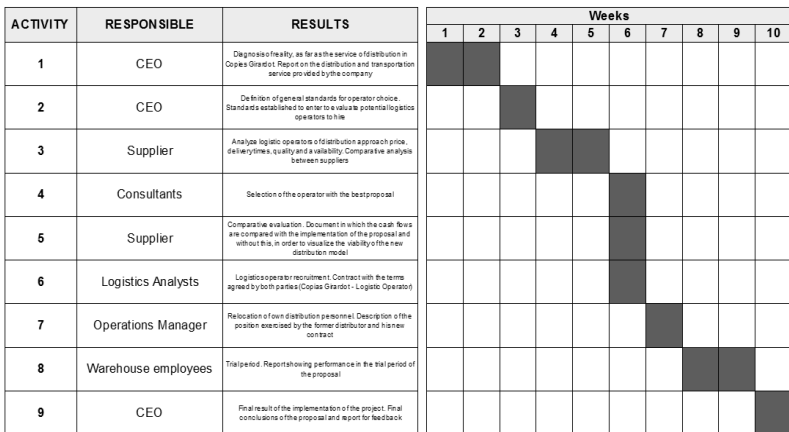 ACTIVITY RESPONSIBLE RESULTS Weeks
1 2 3 4 5 6 7 8 9 10
1 CEO Diagnosis of reality, as far as the service of distribution in
Copies Girardot. Report on the distribution and transportation
service provided by the company
2 CEO Definition of general standards for operator choice.
Standards established to enter to evaluate potential logistics
operators to hire
3 Supplier Analyze logistic operators of distribution approach price,
delivery times, quality and availability. Comparative analysis
between suppliers
4 Consultants Selection of the operator with the best proposal
5 Supplier Comparative evaluation. Document in which the cash flows
are compared with the implementation of the proposal and
without this, in order to visualize the viability of the new
distribution model
6 Logistics Analysts Logistics operator recruitment. Contract with the terms
agreed by both parties (Copias Girardot - Logistic Operator)
7 Operations Manager Relocation of own distribution personnel. Description of the
position exercised by the former distributor and his new
contract
8 Warehouse employees Trial period. Report showing performance in the trial period of
the proposal
9 CEO Final result of the implementation of the project. Final
conclusions of the proposal and report for feedback